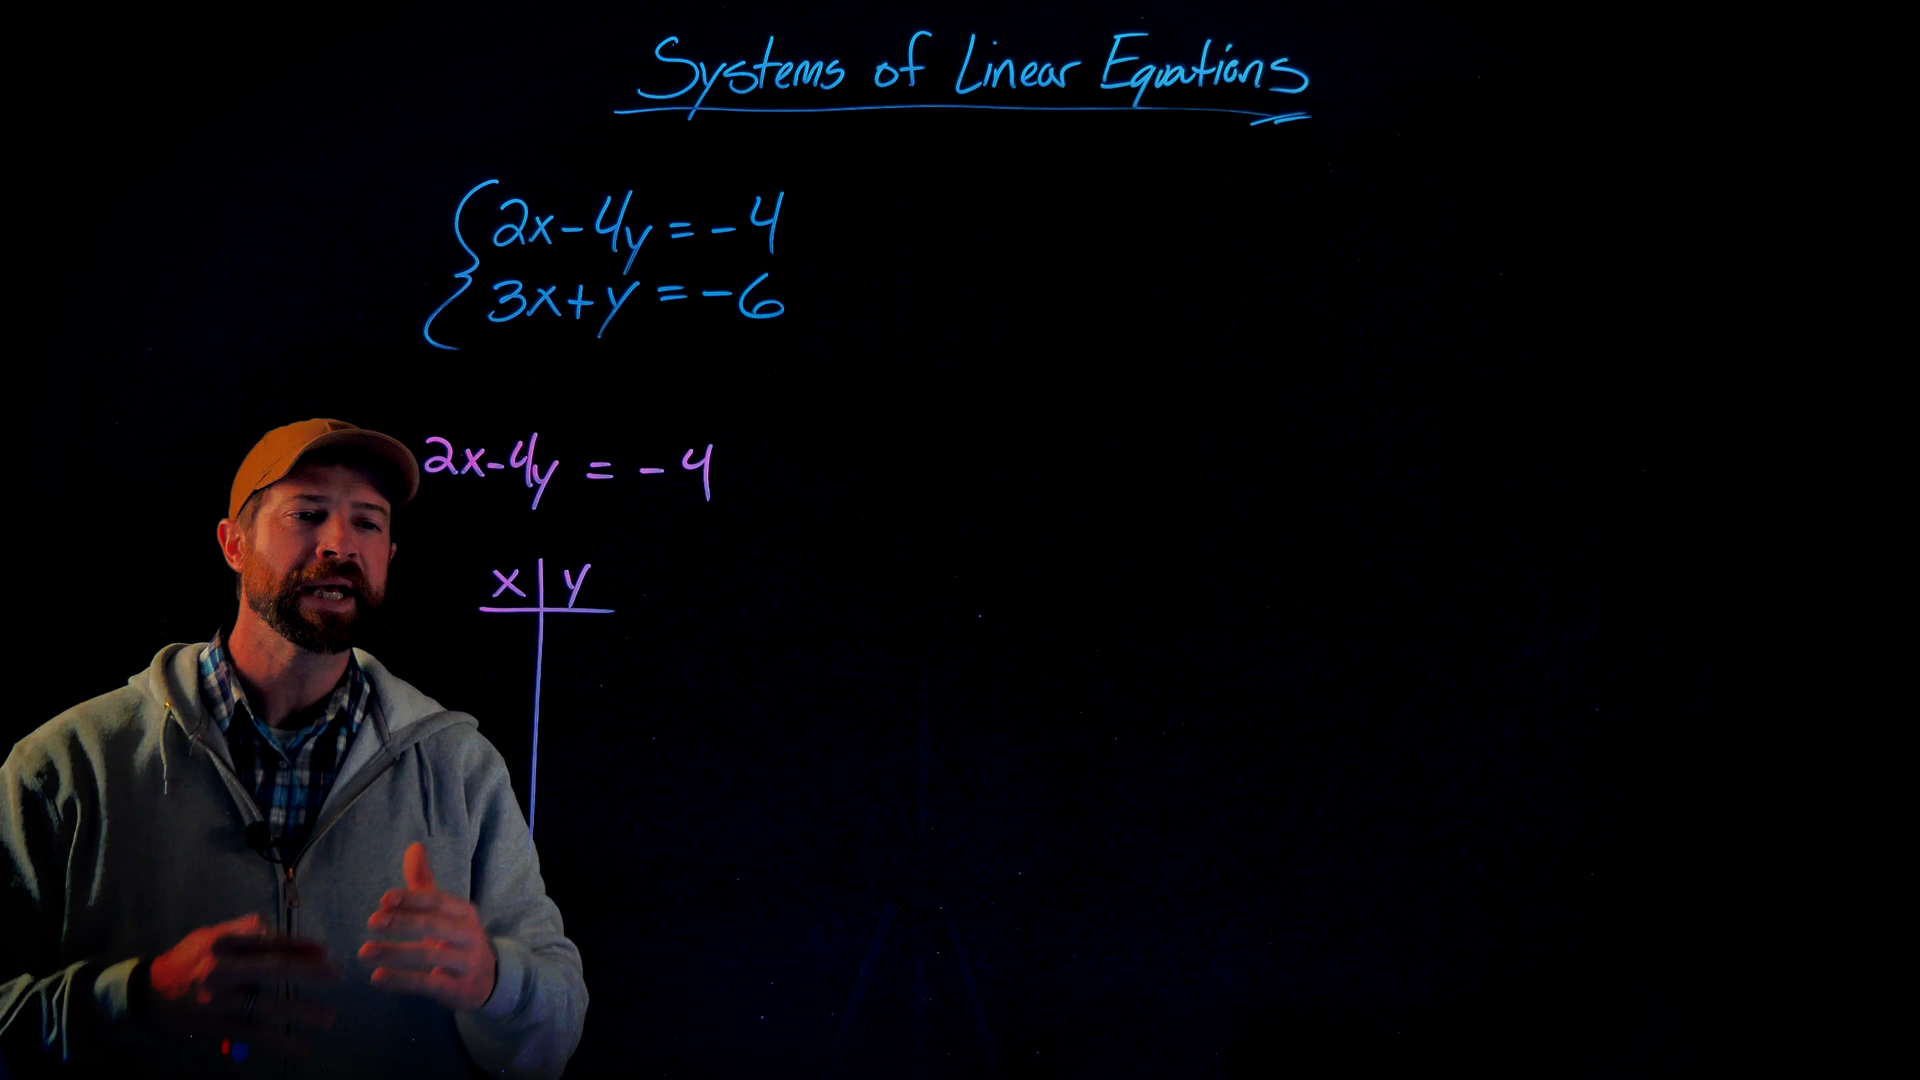 Systems of Linear Equations
2x-4y=-4
3x+y=-6
2x-4y = -4
x y